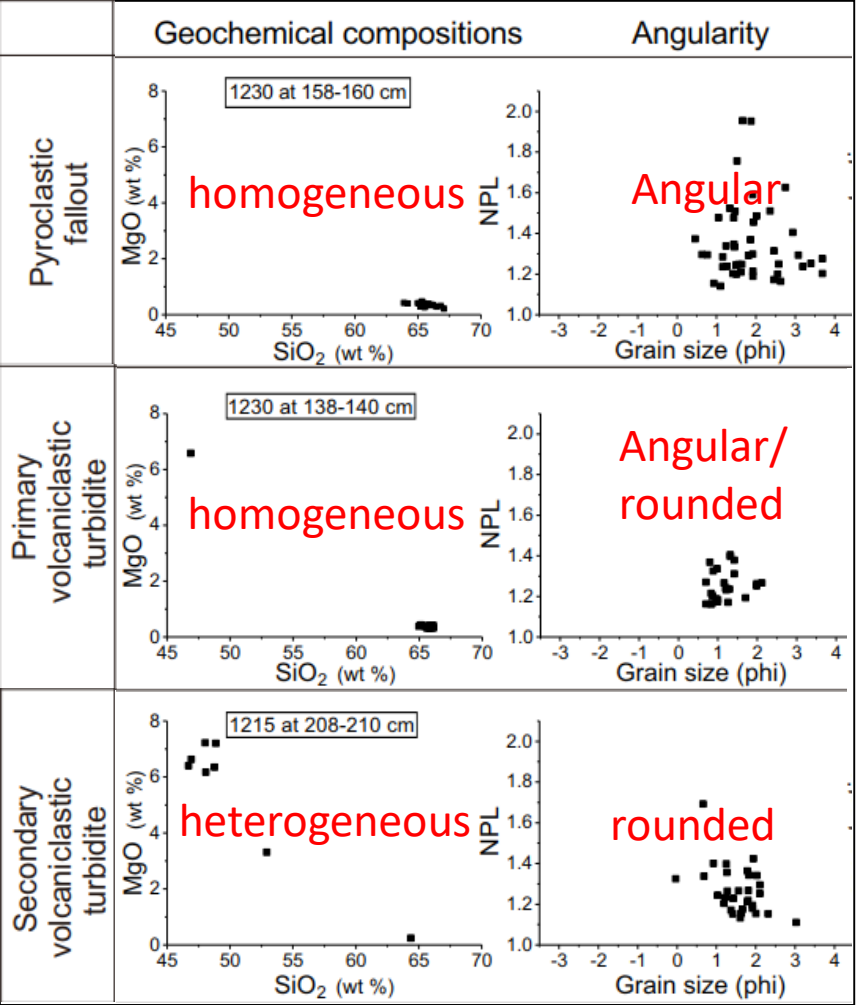 Geochemical compositions
Angularity
Pyroclastic
fallout
1230 at 158-160 cm
homogeneous
MgO (wt %)
8
6
4
2
0
45 50 55 60 65 70
SiO₂ (wt %)
Angular
NPL
2.0
1.8
1.6
1.4
1.2
1.0
-3 -2 -1 0 1 2 3 4
Grain size (phi)
Primary
volcaniclastic
turbidite
1230 at 138-140 cm
homogeneous
MgO (wt %)
8
6
4
2
0
45 50 55 60 65 70
SiO₂ (wt %)
Angular/
rounded
NPL
2.0
1.8
1.6
1.4
1.2
1.0
-3 -2 -1 0 1 2 3 4
Grain size (phi)
Secondary
volcaniclastic
turbidite
1215 at 208-210 cm
heterogeneous
MgO (wt %)
8
6
4
2
0
45 50 55 60 65 70
SiO₂ (wt %)
rounded
NPL
2.0
1.8
1.6
1.4
1.2
1.0
-3 -2 -1 0 1 2 3 4
Grain size (phi)